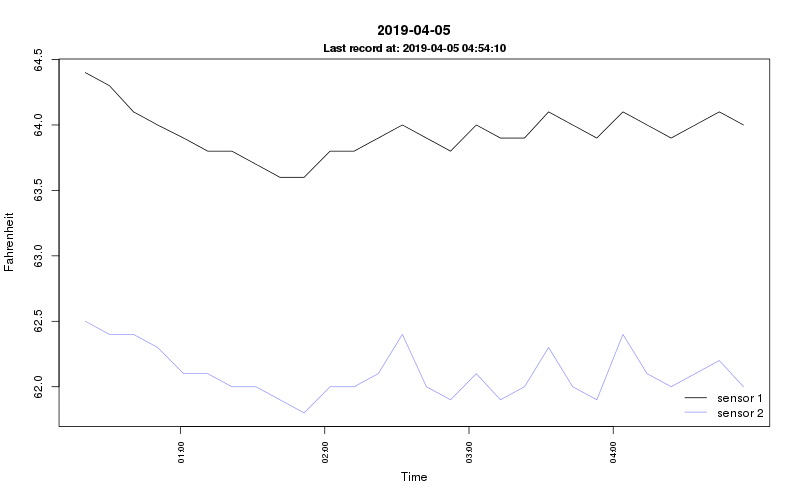 2019-04-05
Last record at: 2019-04-05 04:54:10
64.5
64.0
63.5
63.0
62.5
62.0
Fahrenheit
sensor 1
sensor 2
01:00
02:00
03:00
04:00
Time